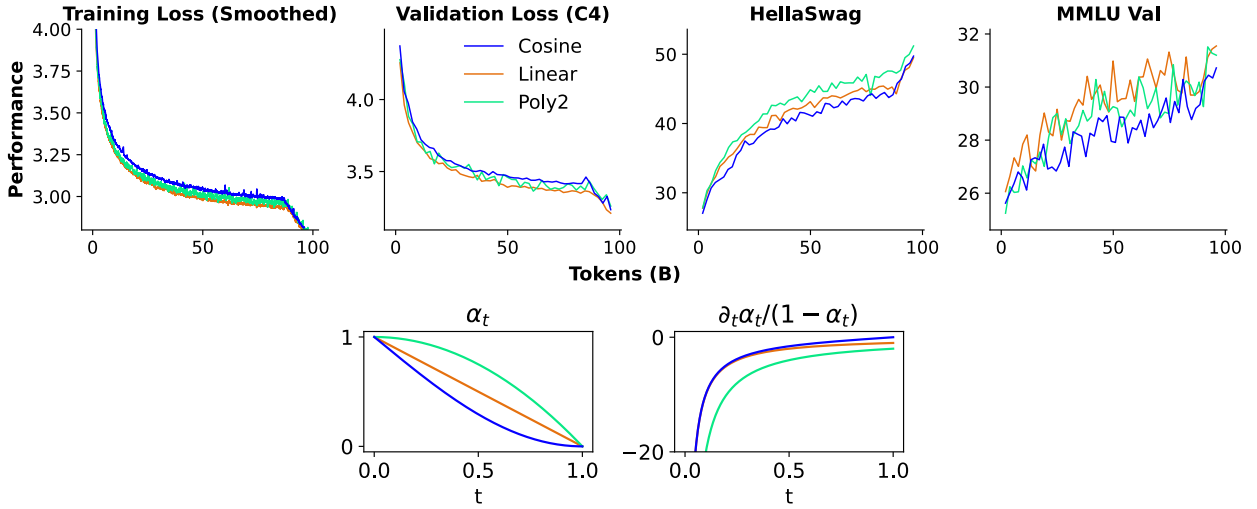 Training Loss (Smoothed)
Validation Loss (C4)
HellaSwag
MMLU Val
Performance
4.00
3.75
3.50
3.25
3.00
0
50
100
4.0
3.5
0
50
100
Cosine
Linear
Poly2
50
40
30
0
50
100
32
30
28
26
0
50
100
Tokens (B)
α_t
1
0
0.0
0.5
1.0
t
∂_tα_t/(1 − α_t)
0
−20
0.0
0.5
1.0
t